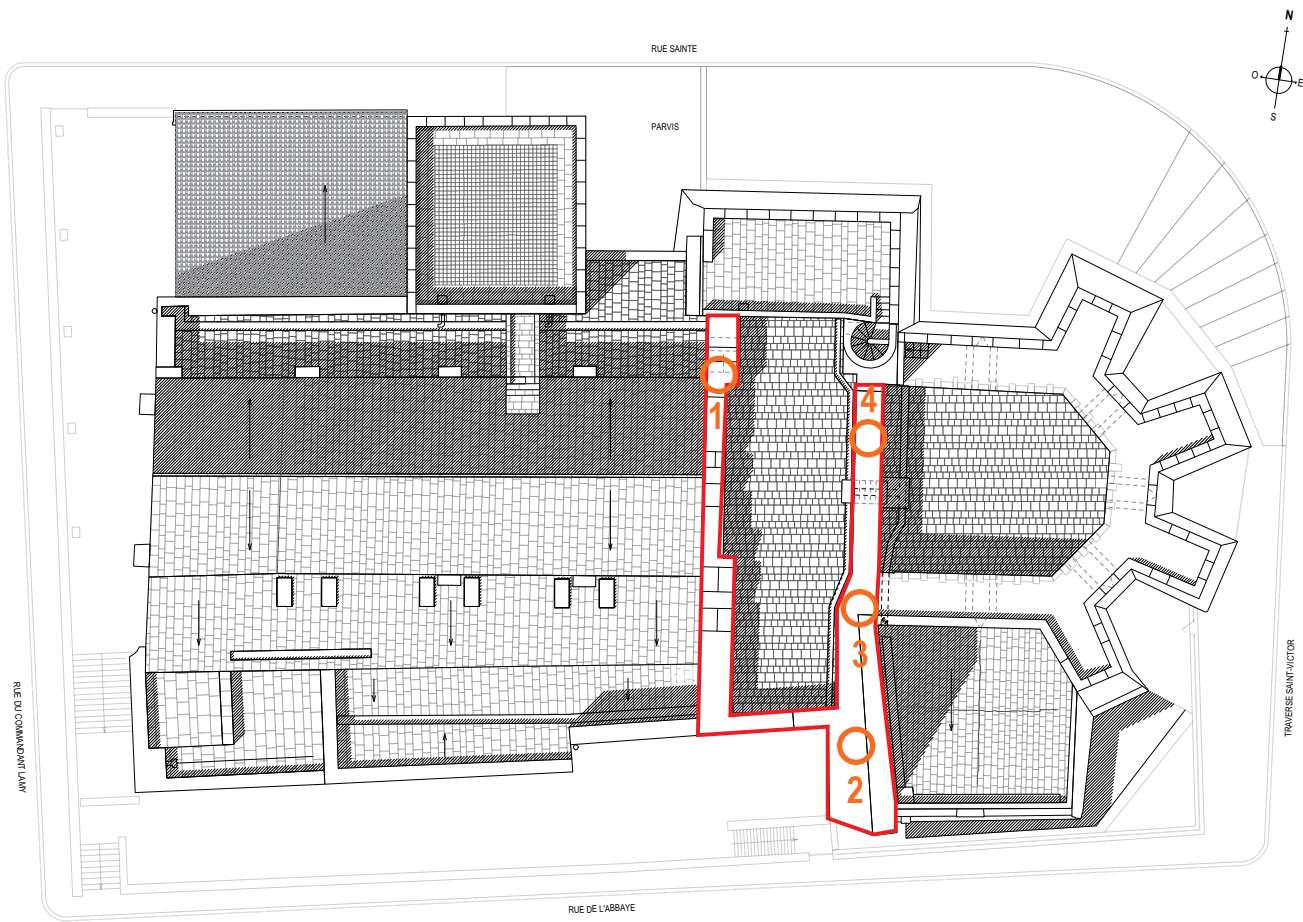 N
O
E
S
RUE SAINTE
PARVIS
1
4
3
2
RUE DU COMMANDANT LAMY
TRAVERSE SAINT-VICTOR
RUE DE L'ABBAYE